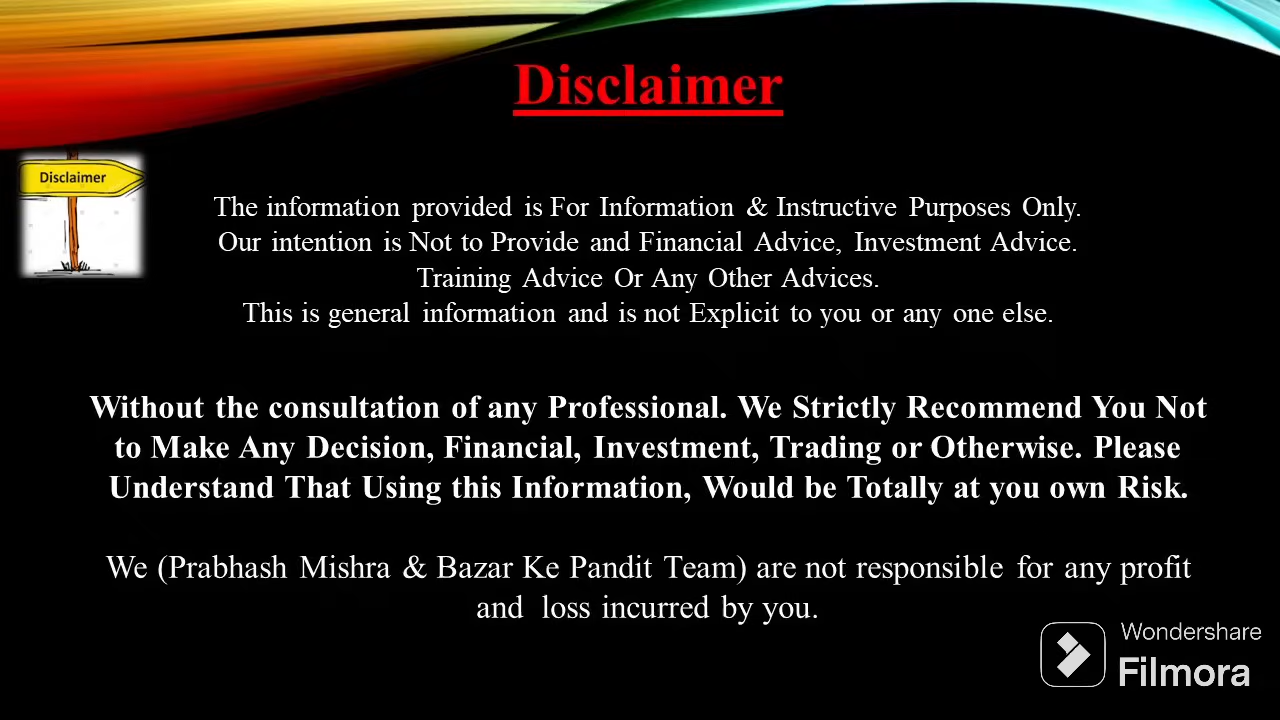 Disclaimer
Disclaimer
The information provided is For Information & Instructive Purposes Only.
Our intention is Not to Provide and Financial Advice, Investment Advice.
Training Advice Or Any Other Advices.
This is general information and is not Explicit to you or any one else.
Without the consultation of any Professional. We Strictly Recommend You Not
to Make Any Decision, Financial, Investment, Trading or Otherwise. Please
Understand That Using this Information, Would be Totally at you own Risk.
We (Prabhash Mishra & Bazar Ke Pandit Team) are not responsible for any profit
and loss incurred by you.
Wondershare
Filmora